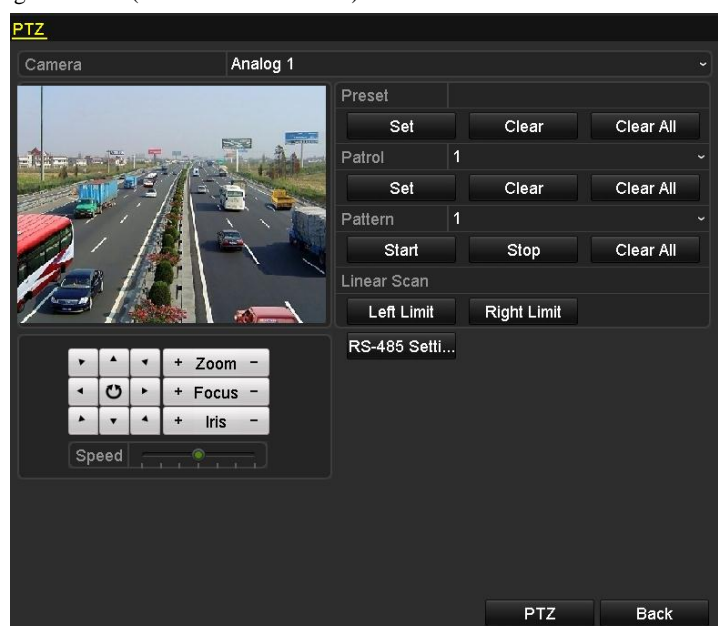 PTZ
Camera Analog 1
Preset
Set Clear Clear All
Patrol 1
Set Clear Clear All
Pattern 1
Start Stop Clear All
Linear Scan
Left Limit Right Limit
RS-485 Setti...
+ Zoom −
+ Focus −
+ Iris −
Speed
PTZ Back